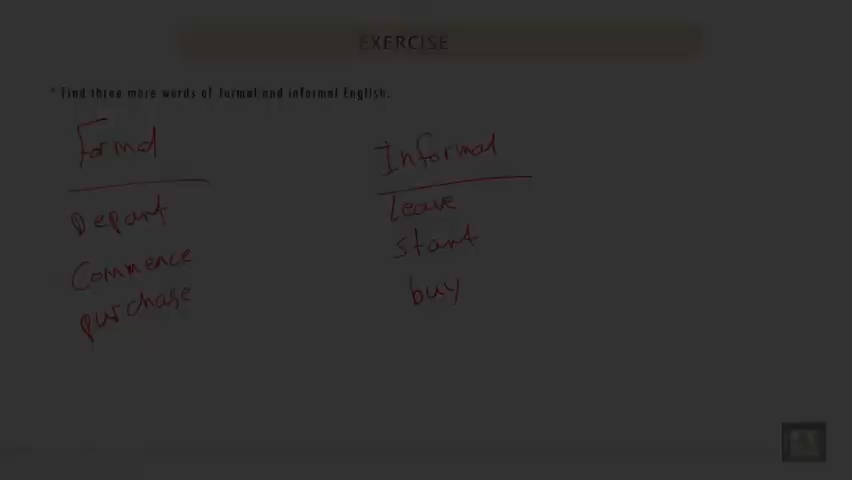 EXERCISE
* Find three more words of formal and informal English.
Formal Informal
Depart leave
Commence start
purchase buy